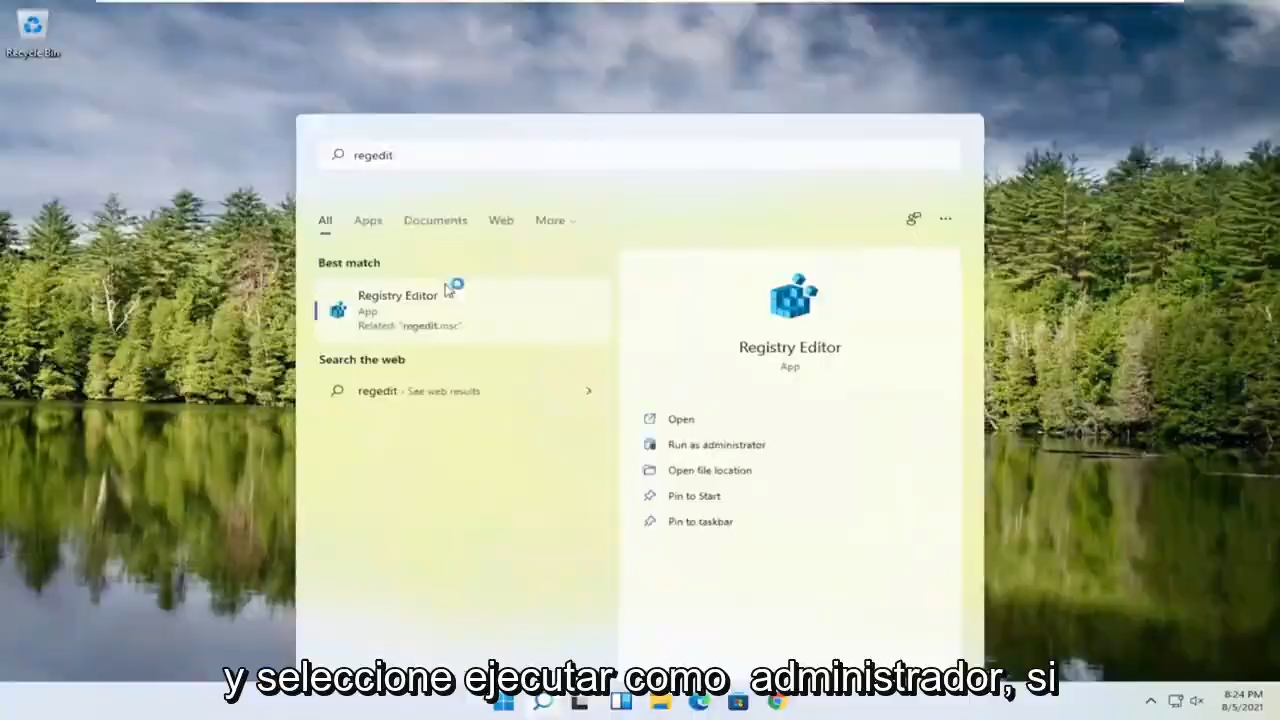 Recycle Bin
regedit
All Apps Documents Web More
Best match
Registry Editor
App
Related: "regedit.msc"
Search the web
regedit - See web results
Registry Editor
App
Open
Run as administrator
Open file location
Pin to Start
Pin to taskbar
y seleccione ejecutar como administrador, si
8:24 PM
8/5/2021